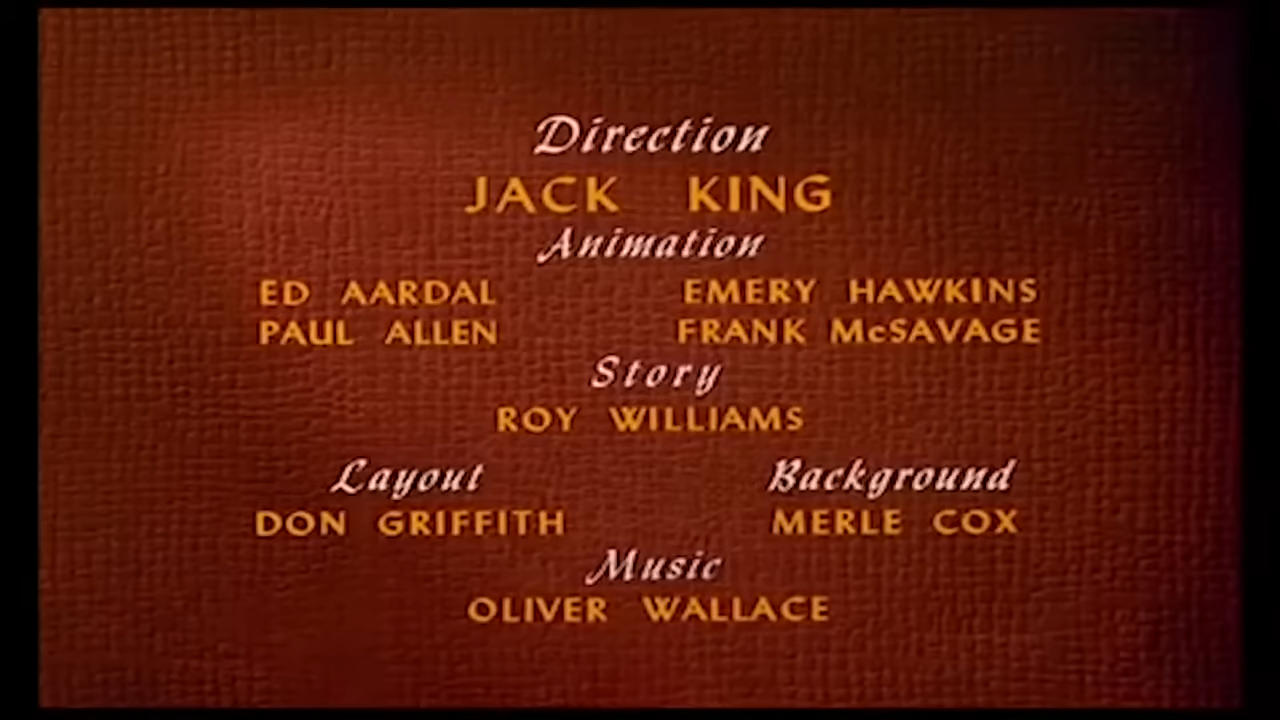 Direction
JACK KING
Animation
ED AARDAL EMERY HAWKINS
PAUL ALLEN FRANK McSAVAGE
Story
ROY WILLIAMS
Layout Background
DON GRIFFITH MERLE COX
Music
OLIVER WALLACE